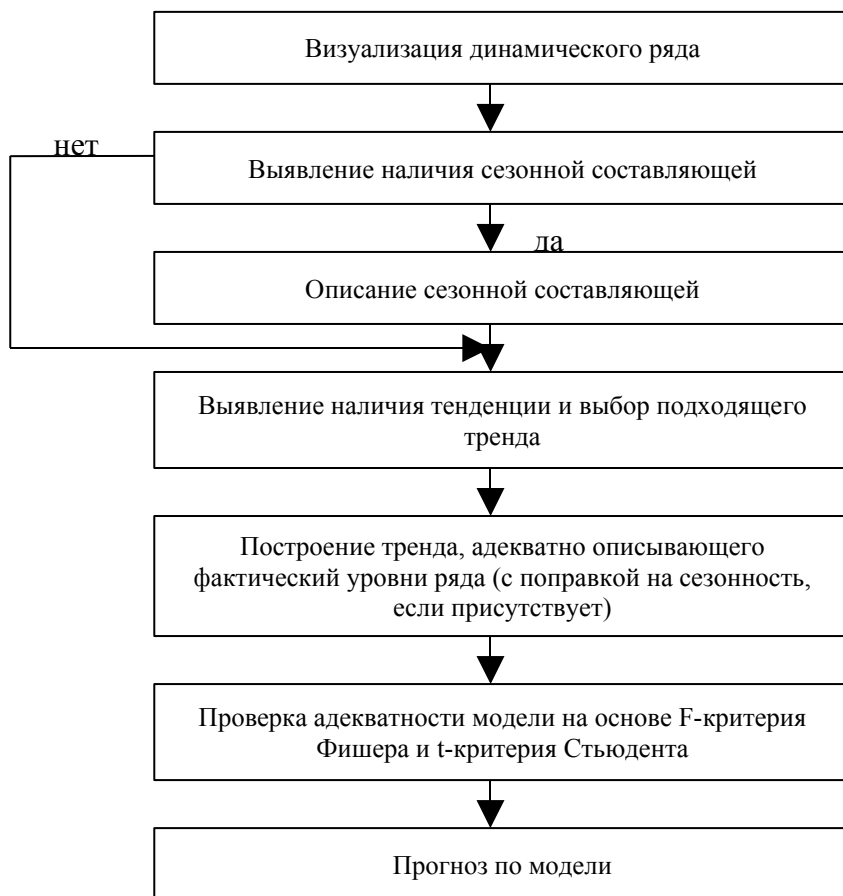 Визуализация динамического ряда
нет
Выявление наличия сезонной составляющей
да
Описание сезонной составляющей
Выявление наличия тенденции и выбор подходящего
тренда
Построение тренда, адекватно описывающего
фактический уровни ряда (с поправкой на сезонность,
если присутствует)
Проверка адекватности модели на основе F-критерия
Фишера и t-критерия Стьюдента
Прогноз по модели